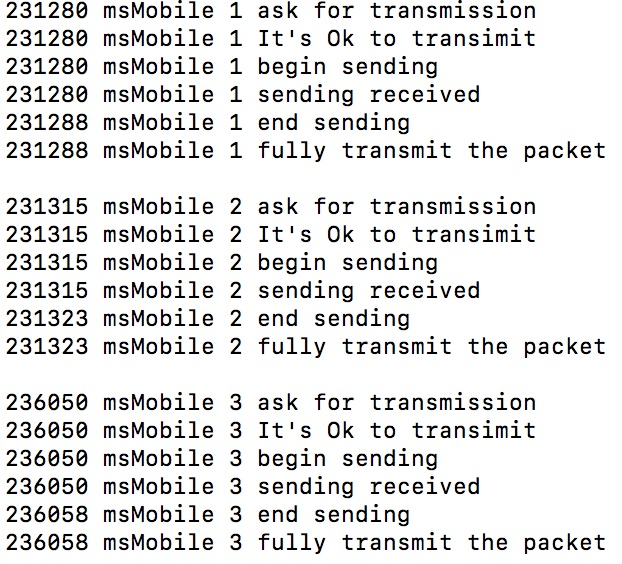 231280 msMobile 1 ask for transmission
231280 msMobile 1 It's Ok to transimit
231280 msMobile 1 begin sending
231280 msMobile 1 sending received
231288 msMobile 1 end sending
231288 msMobile 1 fully transmit the packet
231315 msMobile 2 ask for transmission
231315 msMobile 2 It's Ok to transimit
231315 msMobile 2 begin sending
231315 msMobile 2 sending received
231323 msMobile 2 end sending
231323 msMobile 2 fully transmit the packet
236050 msMobile 3 ask for transmission
236050 msMobile 3 It's Ok to transimit
236050 msMobile 3 begin sending
236050 msMobile 3 sending received
236058 msMobile 3 end sending
236058 msMobile 3 fully transmit the packet